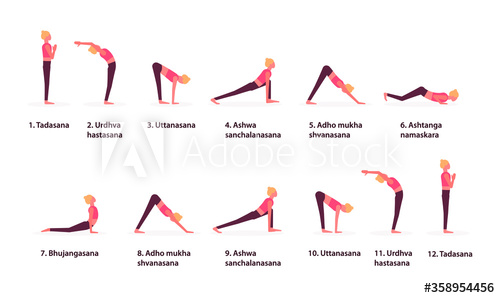 1. Tadasana
2. Urdhva
hastasana
3. Uttanasana
4. Ashwa
sanchalanasana
5. Adho mukha
shvanasana
6. Ashtanga
namaskara
Adobe Stock
7. Bhujangasana
8. Adho mukha
shvanasana
9. Ashwa
sanchalanasana
10. Uttanasana
11. Urdhva
hastasana
12. Tadasana
#358954456